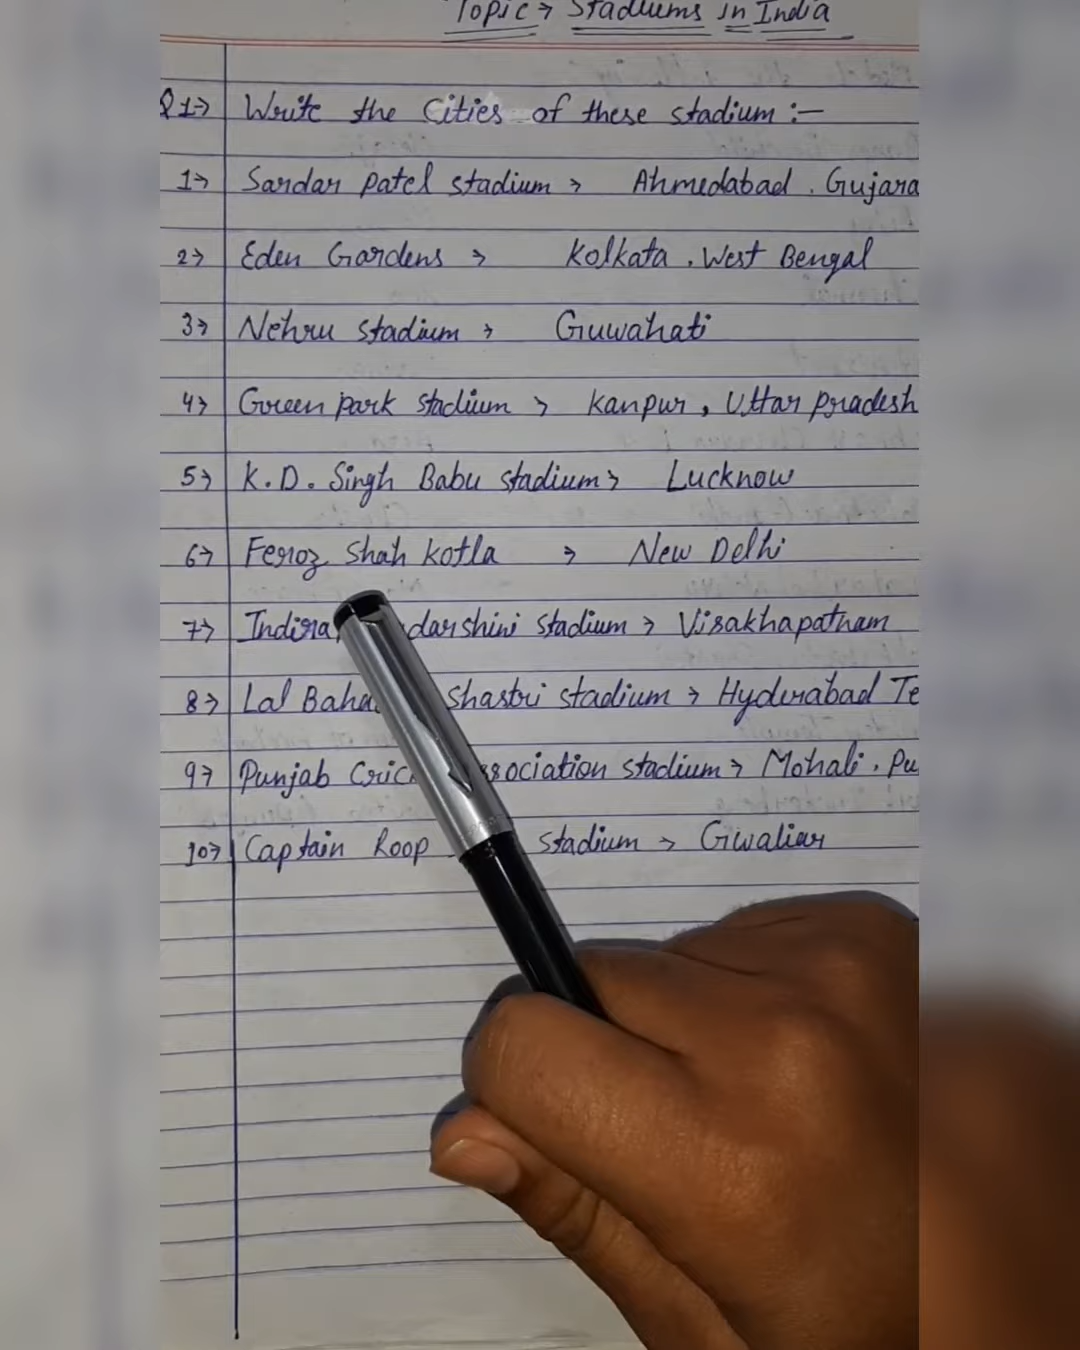 Topic → Stadiums in India
Q1→ Write the Cities of these stadium :-
1→ Sardar Patel stadium → Ahmedabad . Gujara
2→ Eden Gardens → Kolkata . West Bengal
3→ Nehru stadium → Guwahati
4→ Green park stadium → Kanpur , Uttar pradesh
5→ K.D. Singh Babu stadium → Lucknow
6→ Feroz Shah Kotla → New Delhi
7→ Indira darshini stadium → Visakhapatnam
8→ Lal Baha Shastri stadium → Hyderabad Te
9→ Punjab Cric ssociation stadium → Mohali . Pu
10→ Captain Roop stadium → Gwaliar